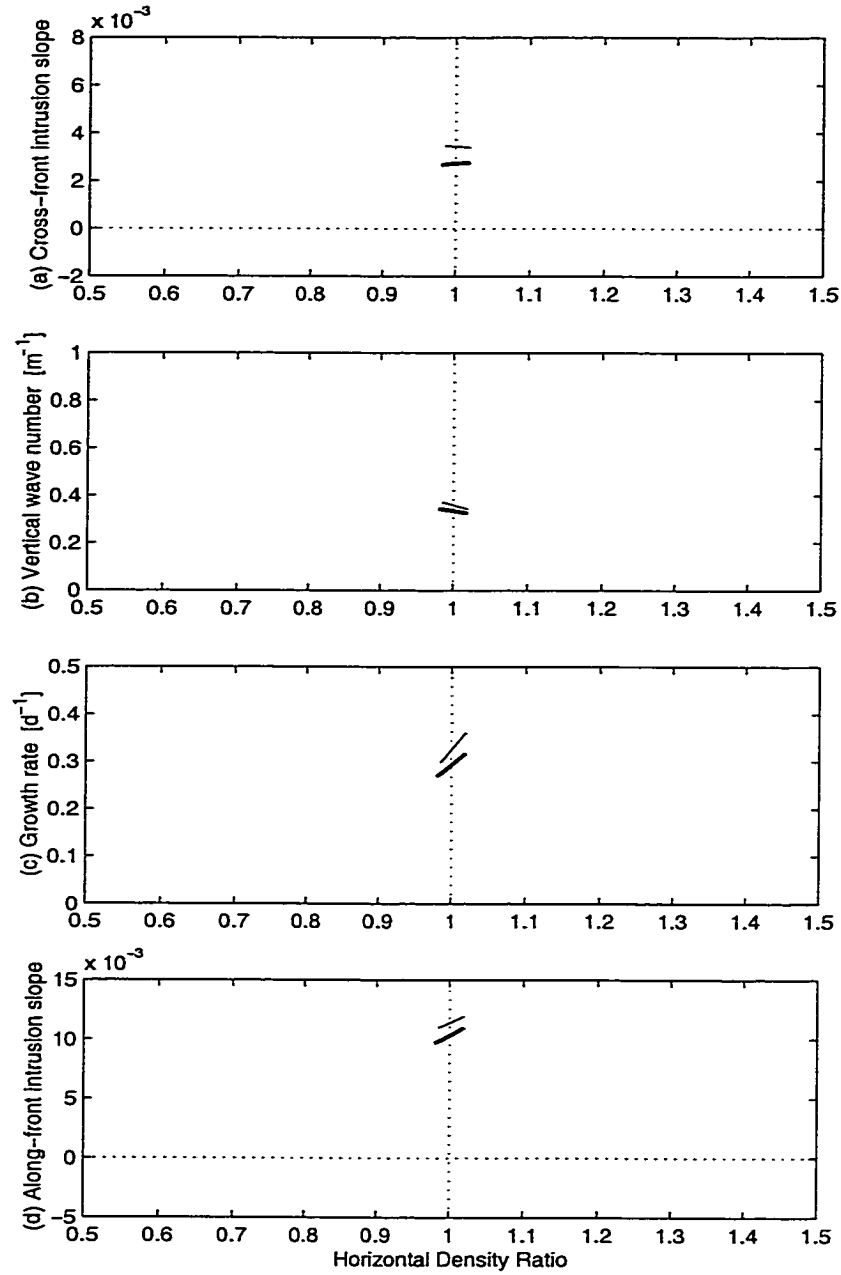 x 10⁻³
8
6
4
2
0
−2
(a) Cross−front intrusion slope
0.5 0.6 0.7 0.8 0.9 1 1.1 1.2 1.3 1.4 1.5
1
0.8
0.6
0.4
0.2
0
(b) Vertical wave number [m⁻¹]
0.5 0.6 0.7 0.8 0.9 1 1.1 1.2 1.3 1.4 1.5
0.5
0.4
0.3
0.2
0.1
0
(c) Growth rate [d⁻¹]
0.5 0.6 0.7 0.8 0.9 1 1.1 1.2 1.3 1.4 1.5
x 10⁻³
15
10
5
0
−5
(d) Along−front intrusion slope
0.5 0.6 0.7 0.8 0.9 1 1.1 1.2 1.3 1.4 1.5
Horizontal Density Ratio